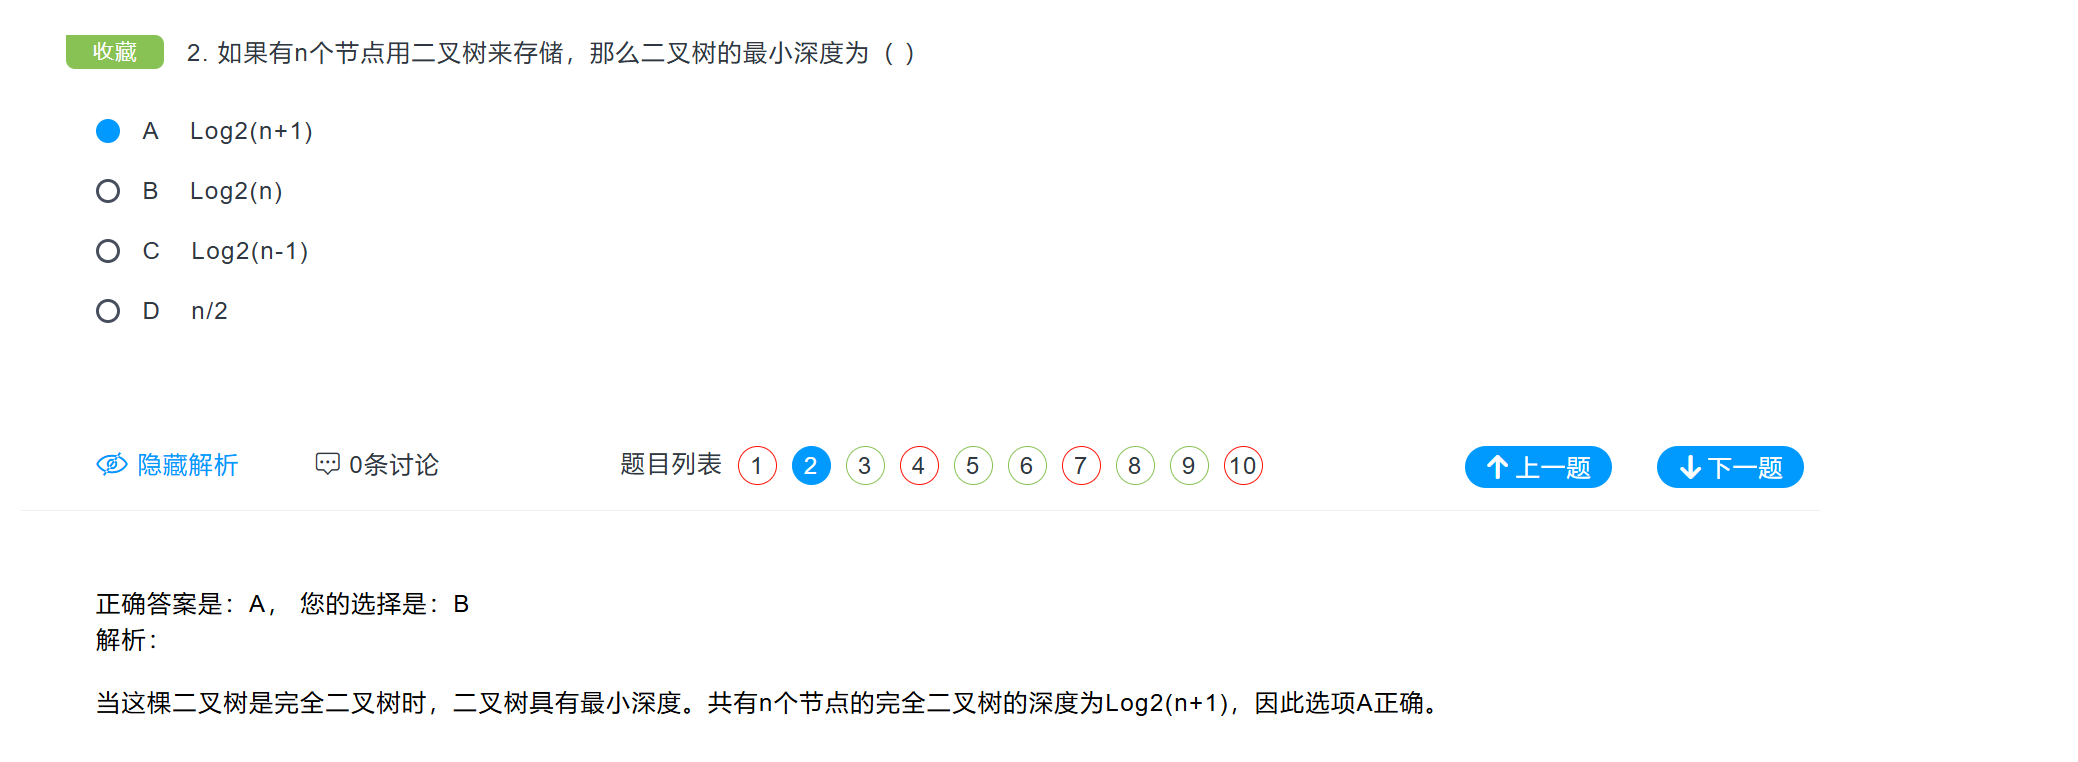 收藏 2. 如果有n个节点用二叉树来存储，那么二叉树的最小深度为（ ）
A Log2(n+1)
B Log2(n)
C Log2(n-1)
D n/2
隐藏解析 0条讨论 题目列表 1 2 3 4 5 6 7 8 9 10 上一题 下一题
正确答案是：A， 您的选择是：B
解析：
当这棵二叉树是完全二叉树时，二叉树具有最小深度。共有n个节点的完全二叉树的深度为Log2(n+1)，因此选项A正确。